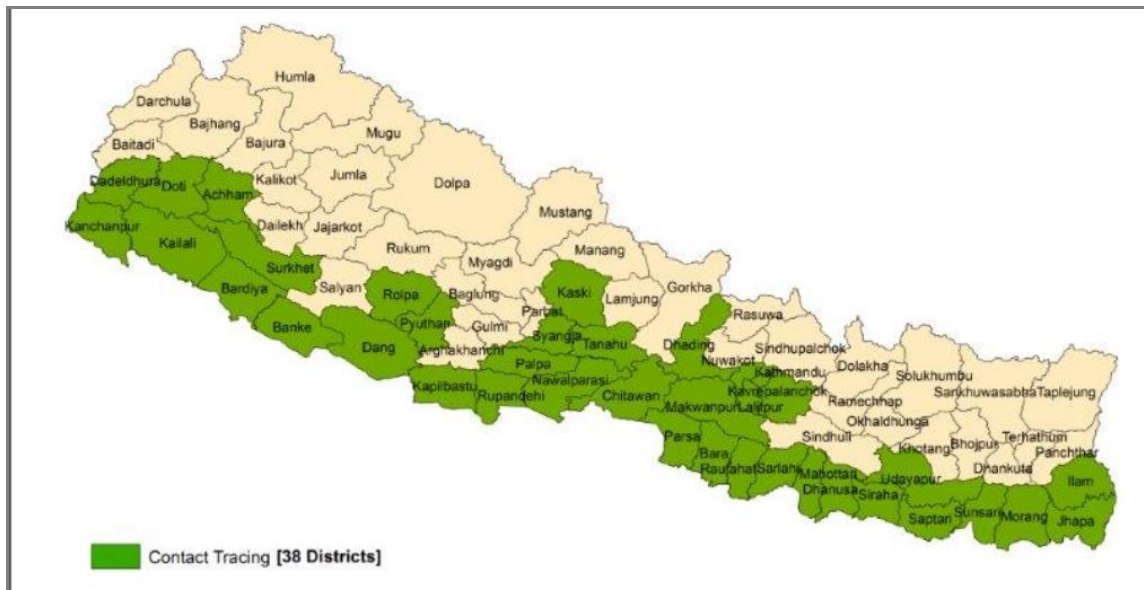 Humla
Darchula
Bajhang
Mugu
Baitadi
Bajura
Jumla
Kalikot
Dolpa
Dadeldhura
Doti
Achham
Mustang
Kanchanpur
Dailekh
Jajarkot
Kailali
Rukum
Manang
Myagdi
Surkhet
Salyan
Rolpa
Baglung
Kaski
Lamjung
Gorkha
Bardiya
Parbat
Rasuwa
Pyuthan
Gulmi
Syangja
Tanahu
Banke
Dang
Arghakhanchi
Dhading
Nuwakot
Sindhupalchok
Dolakha
Palpa
Kathmandu
Solukhumbu
Kapilbastu
Nawalparasi
Rupandehi
Chitawan
Kavrepalanchok
Sankhuwasabha
Taplejung
Makwanpur
Lalitpur
Ramechhap
Okhaldhunga
Parsa
Sindhuli
Khotang
Bhojpur
Terhathum
Panchthar
Bara
Rautahat
Sarlahi
Mahottari
Udayapur
Dhankuta
Ilam
Dhanusa
Siraha
Saptari
Sunsari
Morang
Jhapa
Contact Tracing [38 Districts]